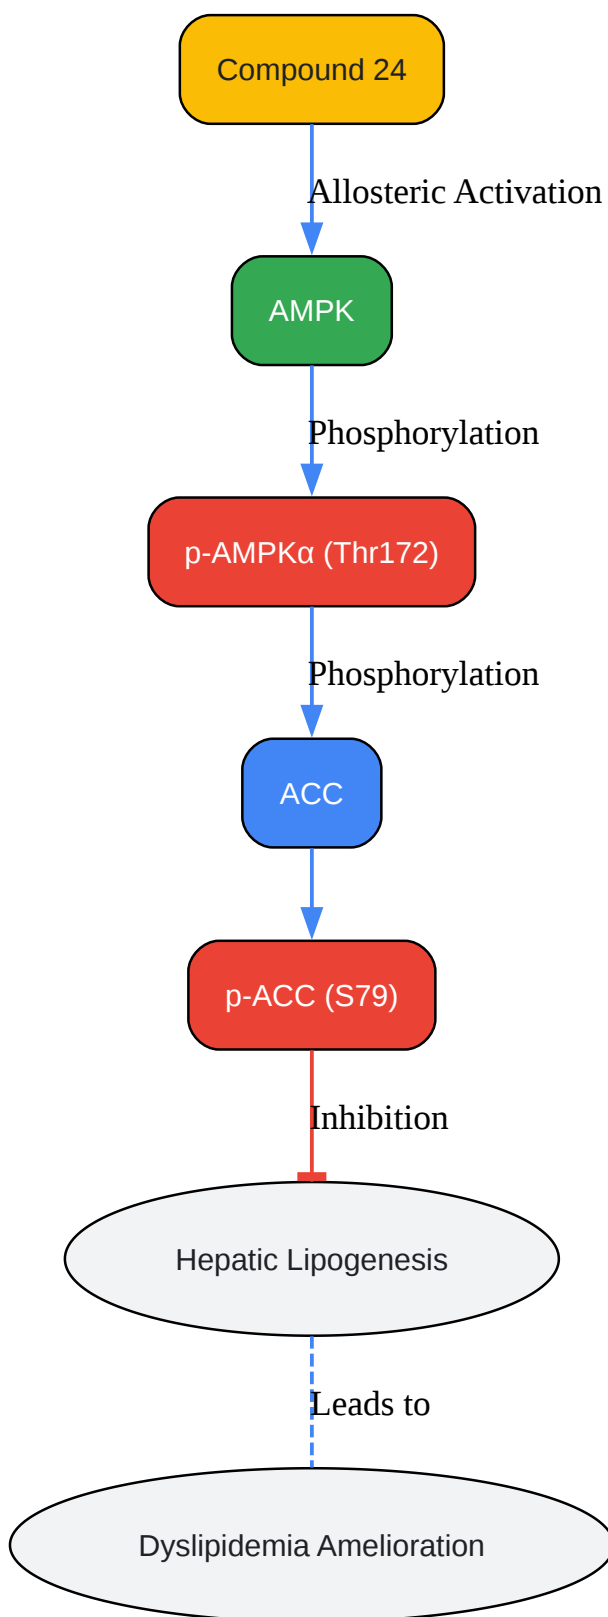 Compound 24
Allosteric Activation
AMPK
Phosphorylation
p-AMPKα (Thr172)
Phosphorylation
ACC
p-ACC (S79)
Inhibition
Hepatic Lipogenesis
Leads to
Dyslipidemia Amelioration